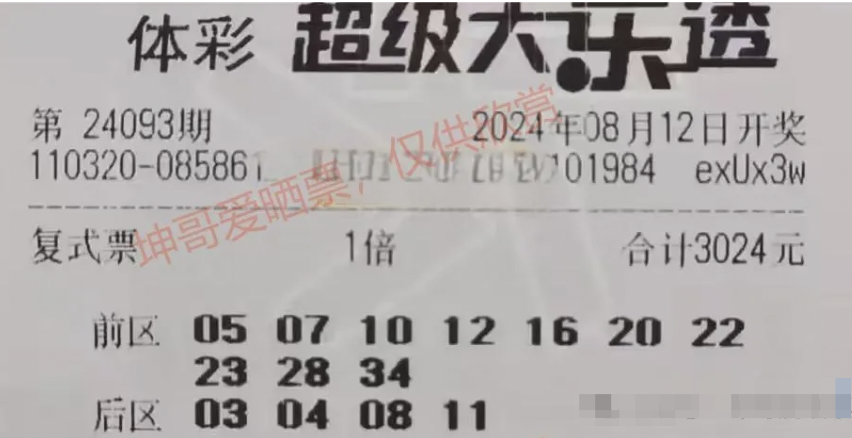 体彩 超级大乐透
第 24093期 2024年08月12日开奖
110320-085861 101984 exUx3w
坤哥爱晒票，仅供欣赏
复式票 1倍 合计3024元
前区 05 07 10 12 16 20 22
23 28 34
后区 03 04 08 11